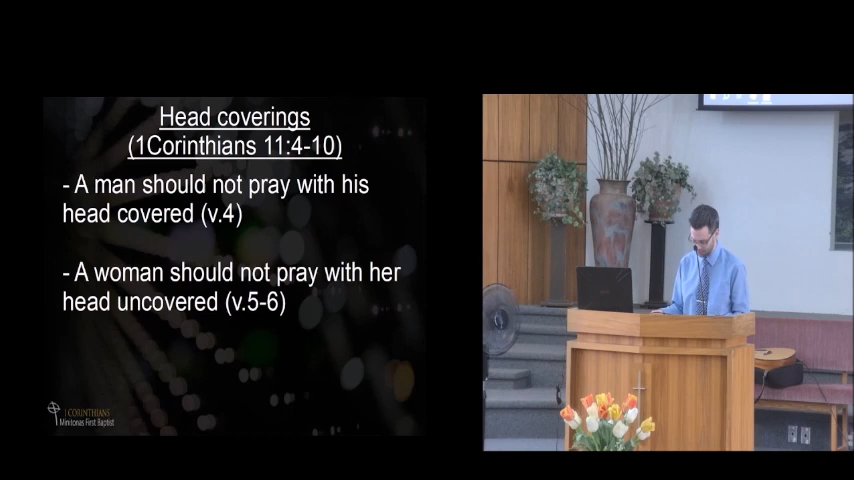 Head coverings
(1Corinthians 11:4-10)
- A man should not pray with his
head covered (v.4)
- A woman should not pray with her
head uncovered (v.5-6)
1 CORINTHIANS
Minitonas First Baptist